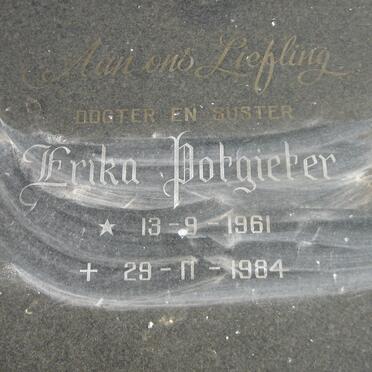 Aan ons Liefling
DOGTER EN SUSTER
Erika Potgieter
★ 13-9-1961
+ 29-11-1984